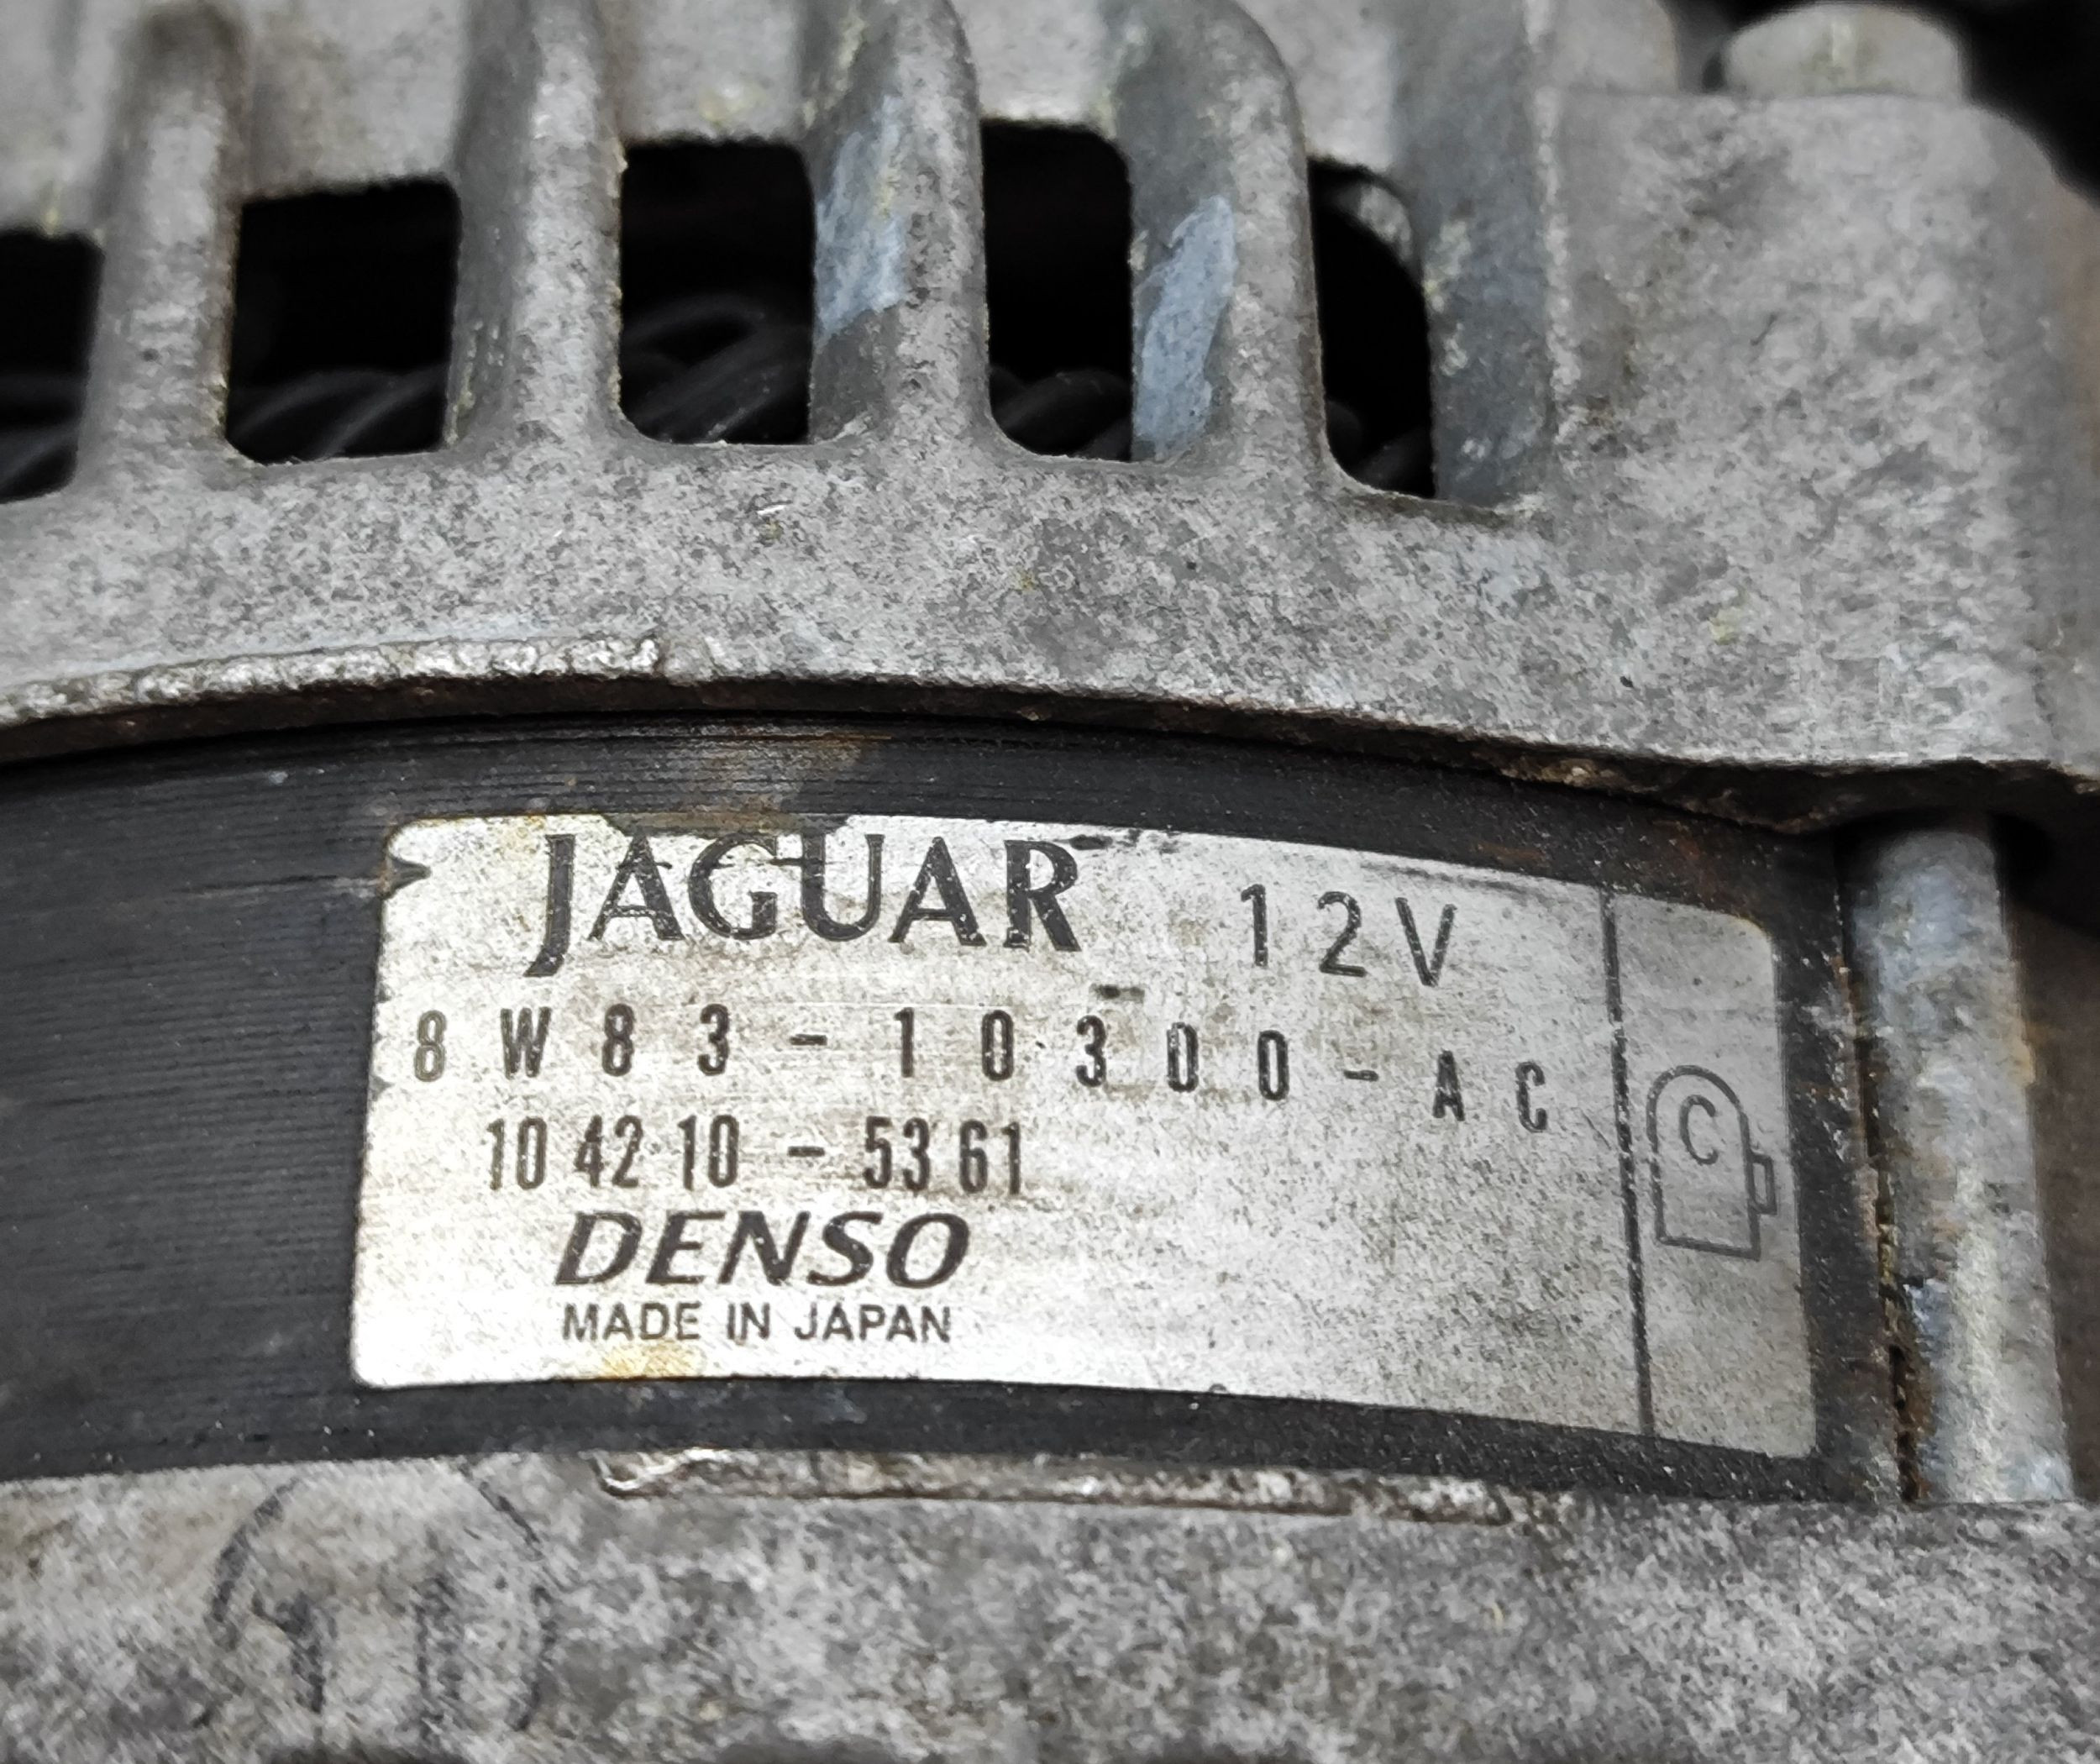 JAGUAR 12V
8W83-10300-AC
104210-5361
DENSO
MADE IN JAPAN
C